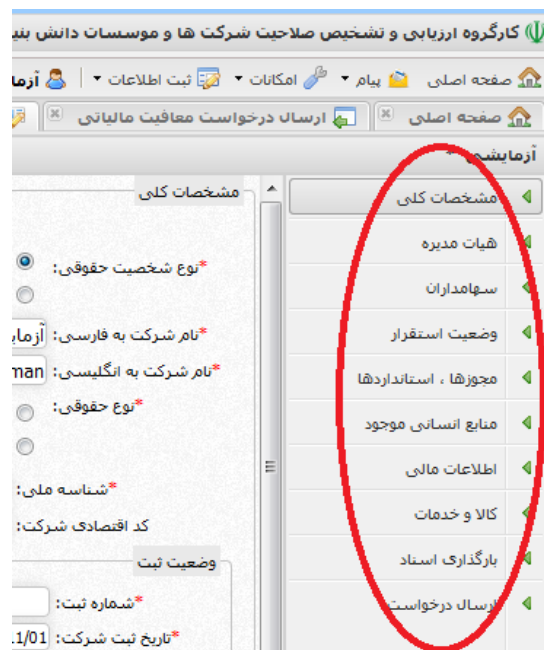 کارگروه ارزیابی و تشخیص صلاحیت شرکت ها و موسسات دانش
صفحه اصلی پیام امکانات ثبت اطلاعات
صفحه اصلی ارسال درخواست معافیت مالیاتی
آزمایشی
مشخصات کلی
هیات مدیره
سهامداران
وضعیت استقرار
مجوزها ، استانداردها
منابع انسانی موجود
اطلاعات مالی
کالا و خدمات
بارگذاری اسناد
ارسال درخواست
مشخصات کلی
*نوع شخصیت حقوقی:
*نام شرکت به فارسی:
*نام شرکت به انگلیسی: man
*نوع حقوقی:
*شناسه ملی:
کد اقتصادی شرکت:
وضعیت ثبت
*شماره ثبت:
*تاریخ ثبت شرکت: 1/01